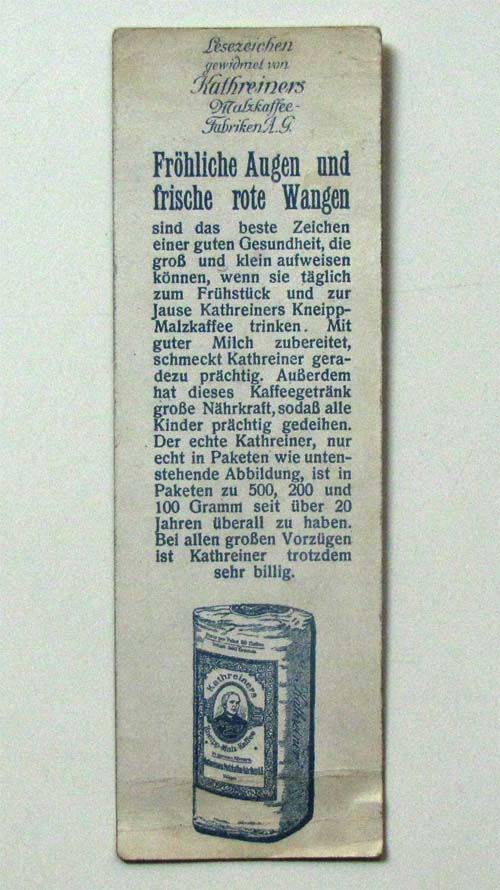 Lesezeichen
gewidmet von
Kathreiners
Malzkaffee-
Fabriken A.G.
Fröhliche Augen und
frische rote Wangen
sind das beste Zeichen
einer guten Gesundheit, die
groß und klein aufweisen
können, wenn sie täglich
zum Frühstück und zur
Jause Kathreiners Kneipp-
Malzkaffee trinken. Mit
guter Milch zubereitet,
schmeckt Kathreiner gera-
dezu prächtig. Außerdem
hat dieses Kaffeegetränk
große Nährkraft, sodaß alle
Kinder prächtig gedeihen.
Der echte Kathreiner, nur
echt in Paketen wie unten-
stehende Abbildung, ist in
Paketen zu 500, 200 und
100 Gramm seit über 20
Jahren überall zu haben.
Bei allen großen Vorzügen
ist Kathreiner trotzdem
sehr billig.
Kathreiners
Kneipp-Malz-Kaffee